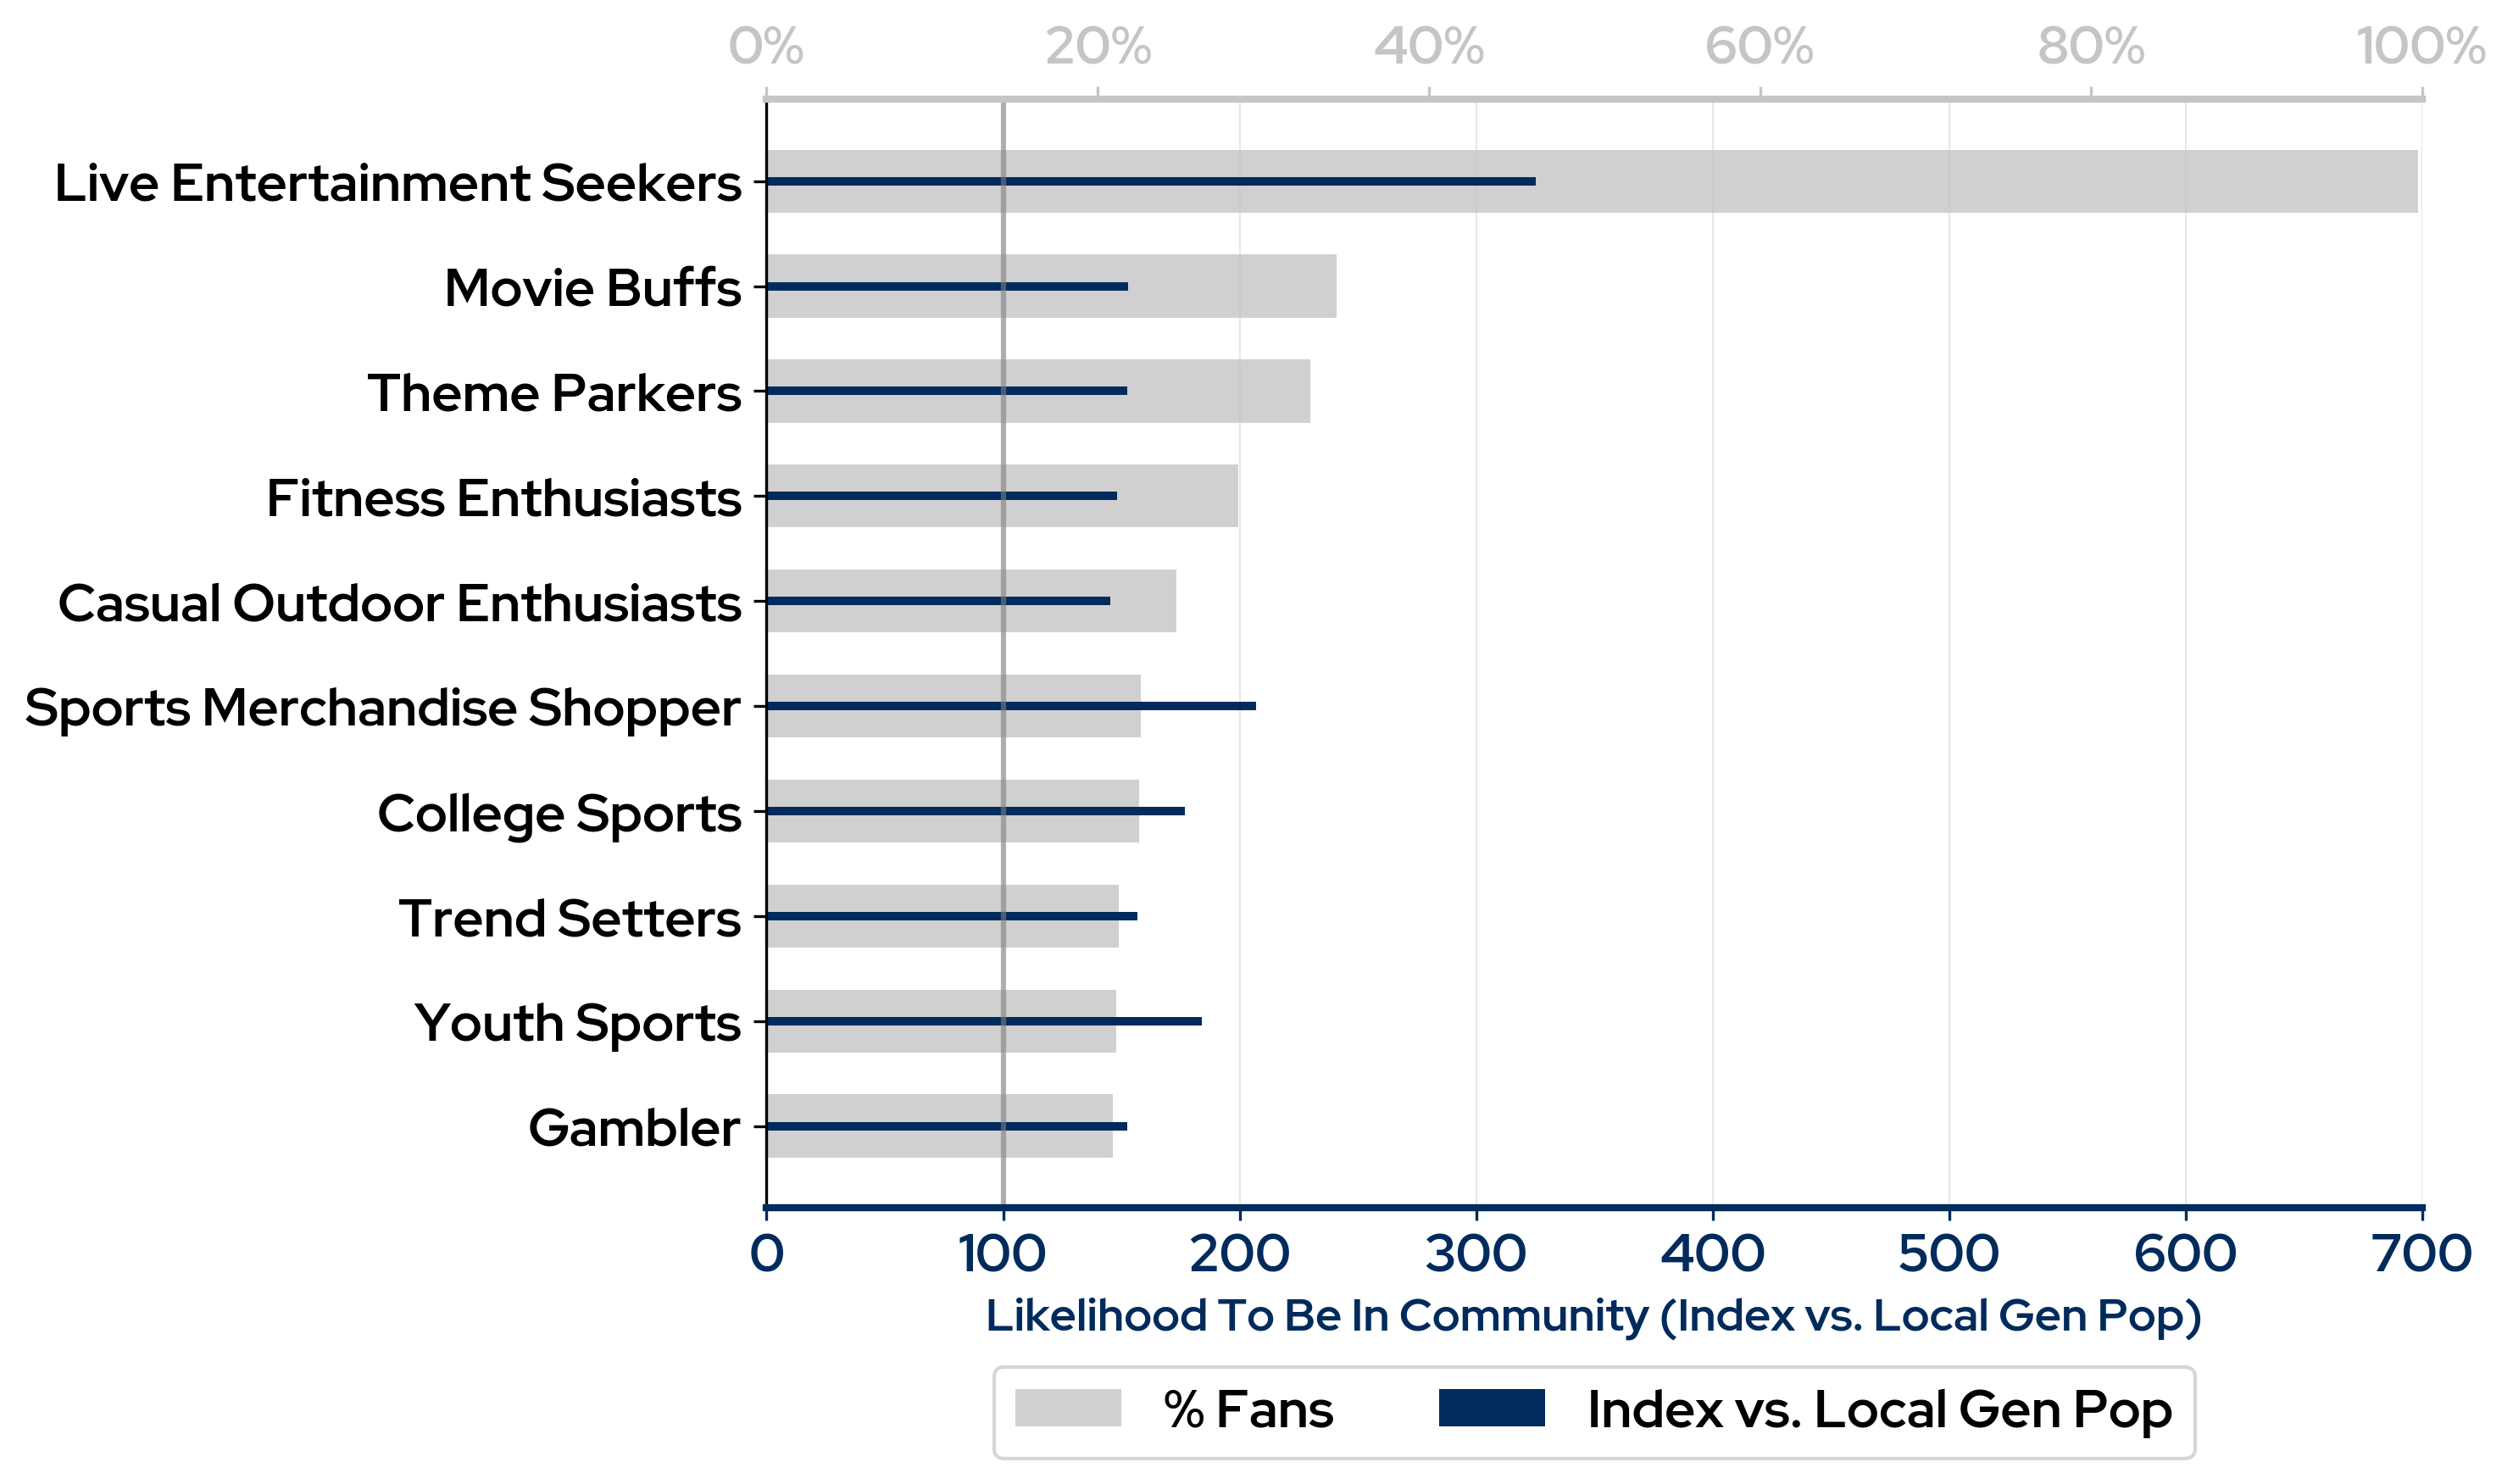 0% 20% 40% 60% 80% 100%
Live Entertainment Seekers
Movie Buffs
Theme Parkers
Fitness Enthusiasts
Casual Outdoor Enthusiasts
Sports Merchandise Shopper
College Sports
Trend Setters
Youth Sports
Gambler
0 100 200 300 400 500 600 700
Likelihood To Be In Community (Index vs. Local Gen Pop)
% Fans Index vs. Local Gen Pop